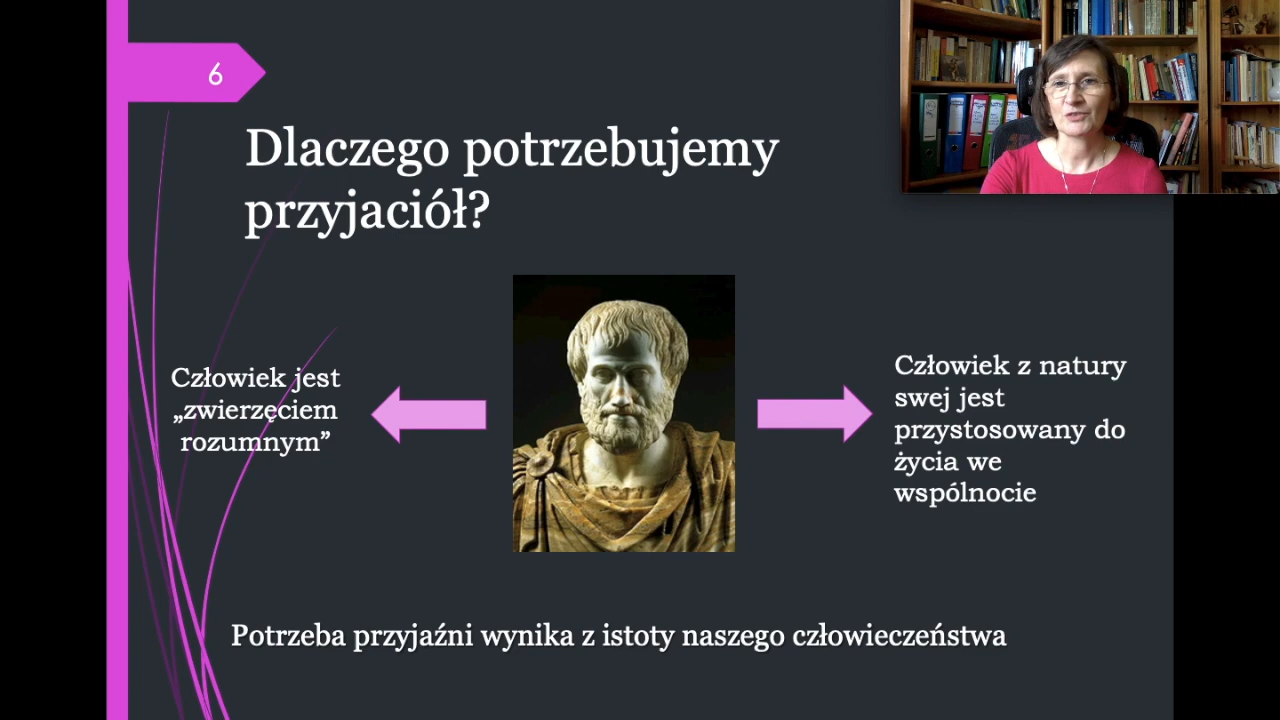 6
Dlaczego potrzebujemy
przyjaciół?
Człowiek jest
„zwierzęciem
rozumnym”
Człowiek z natury
swej jest
przystosowany do
życia we
wspólnocie
Potrzeba przyjaźni wynika z istoty naszego człowieczeństwa